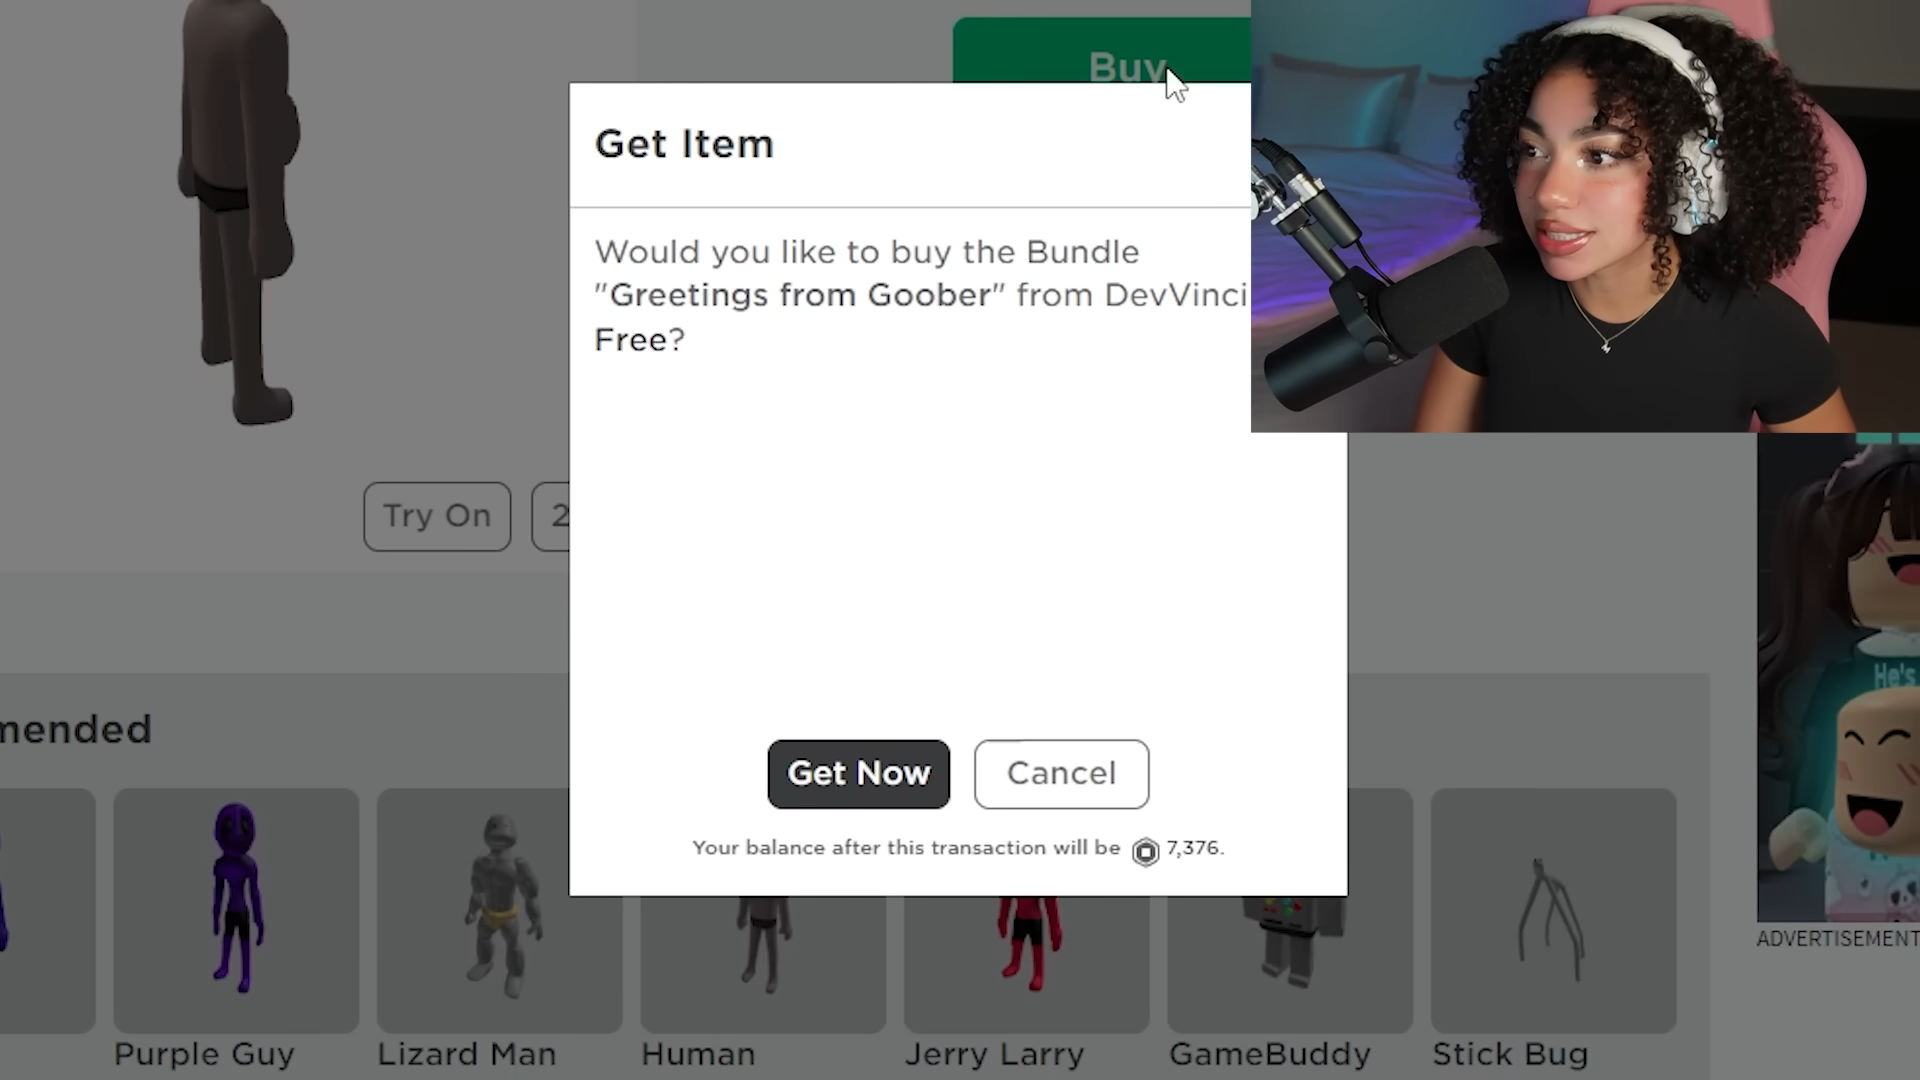 Buy
Get Item
Would you like to buy the Bundle
"Greetings from Goober" from DevVinci
Free?
Try On
2
Get Now
Cancel
Your balance after this transaction will be 7,376.
mended
He's
ADVERTISEMENT
Purple Guy
Lizard Man
Human
Jerry Larry
GameBuddy
Stick Bug